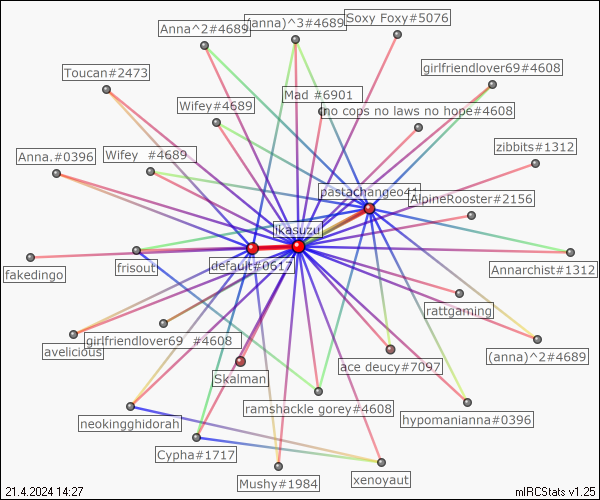 Soxy Foxy#5076
(anna)^3#4689
Anna^2#4689
girlfriendlover69#4608
Toucan#2473
Mad #6901
Wifey#4689
no cops no laws no hope#4608
zibbits#1312
Anna.#0396
Wifey #4689
pastachangeo41
AlpineRooster#2156
ikasuzu
default#0617
frisout
fakedingo
Annarchist#1312
rattgaming
girlfriendlover69 #4608
avelicious
(anna)^2#4689
ace deucy#7097
Skalman
ramshackle gorey#4608
hypomanianna#0396
neokingghidorah
Cypha#1717
Mushy#1984
xenoyaut
21.4.2024 14:27
mIRCStats v1.25